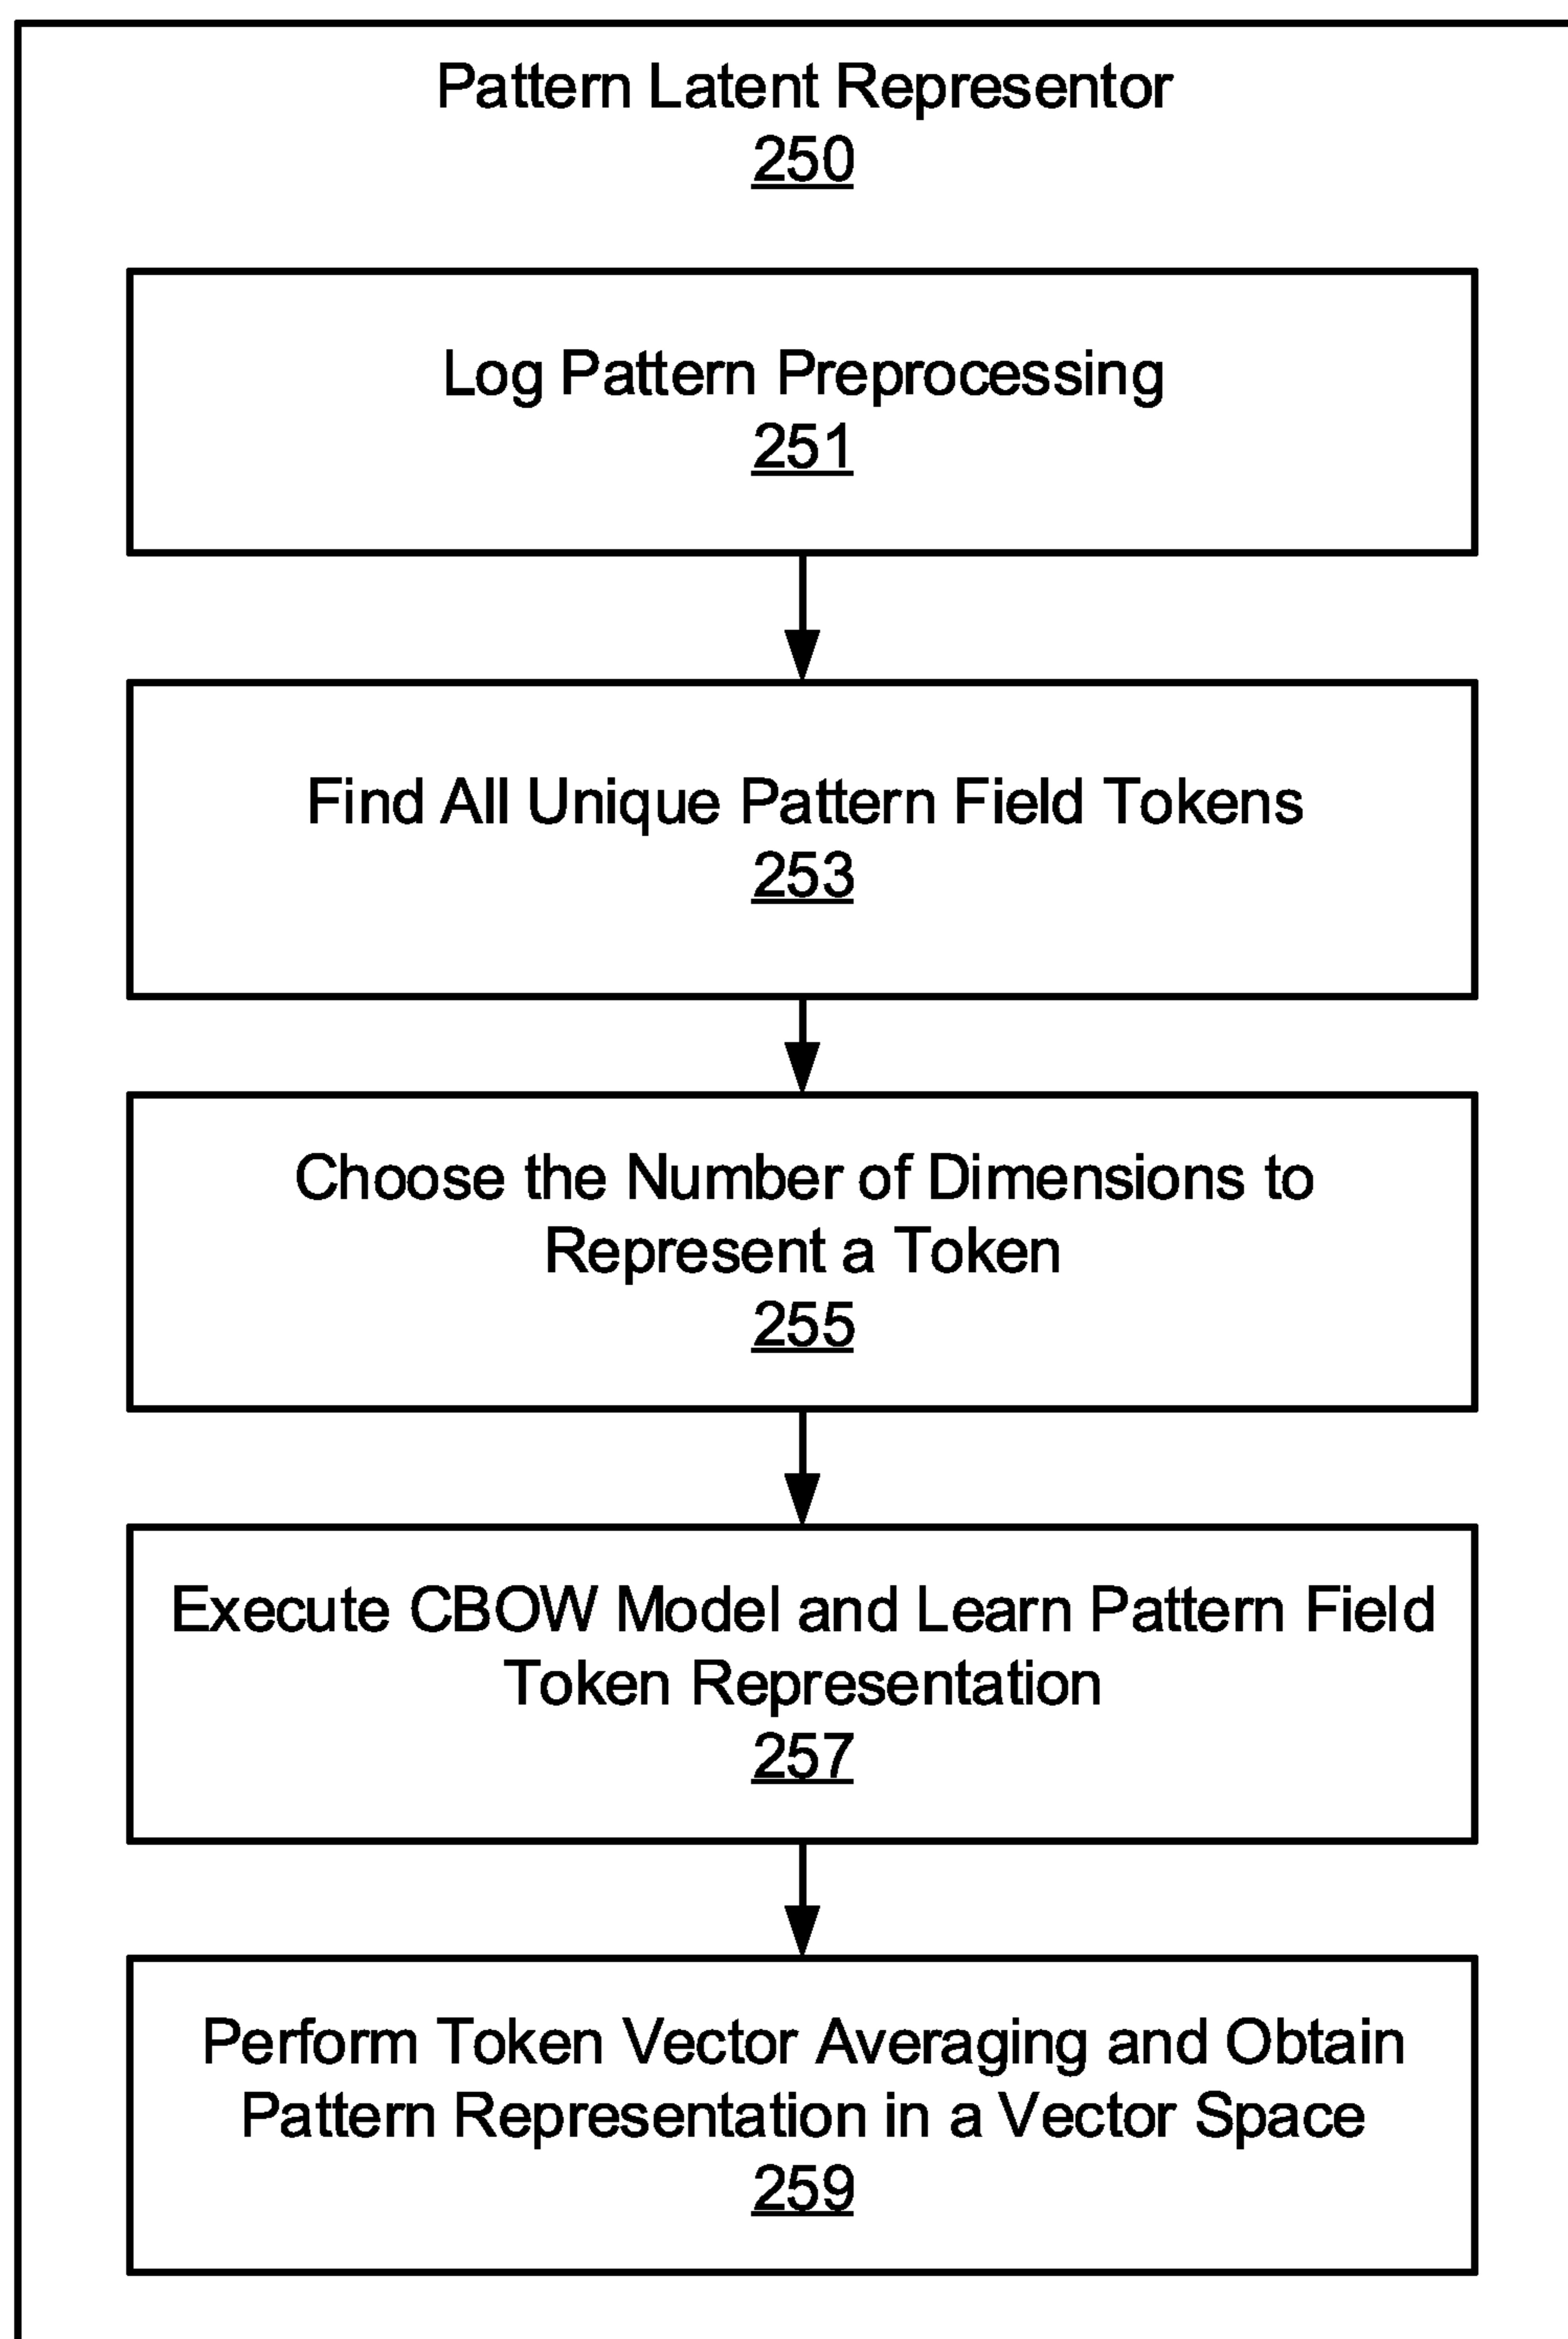 Pattern Latent Representor
250
Log Pattern Preprocessing
251
Find All Unique Pattern Field Tokens
253
Choose the Number of Dimensions to
Represent a Token
255
Execute CBOW Model and Learn Pattern Field
Token Representation
257
Perform Token Vector Averaging and Obtain
Pattern Representation in a Vector Space
259